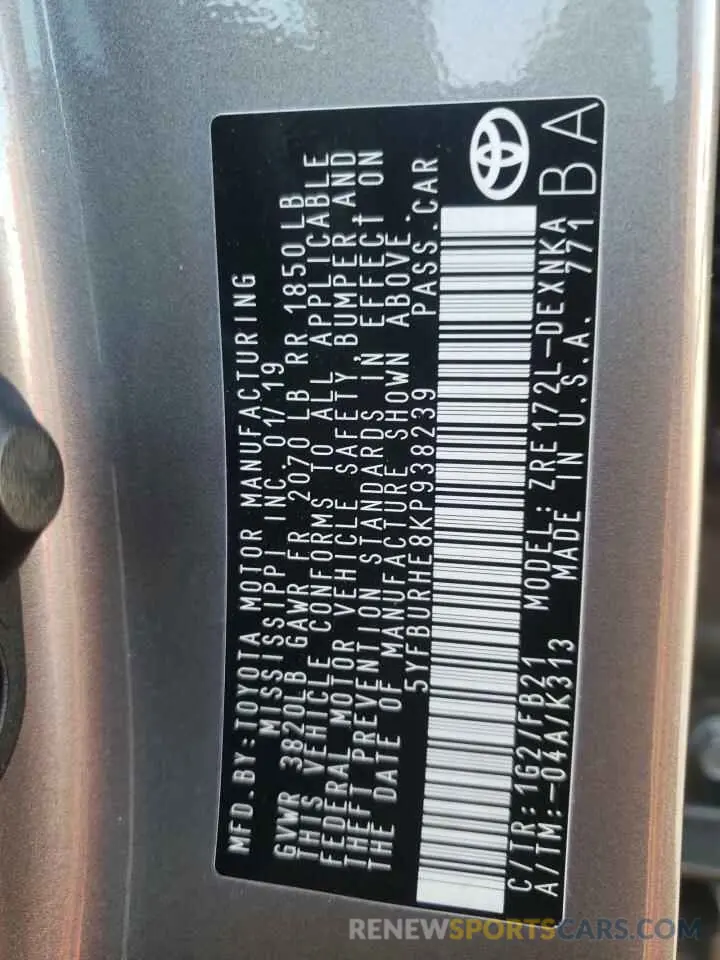 MFD. BY: TOYOTA MOTOR MANUFACTURING
MISSISSIPPI INC. 01/19
GVWR 3820LB GAWR FR 2070 LB RR 1850LB
THIS VEHICLE CONFORMS TO ALL APPLICABLE
FEDERAL MOTOR VEHICLE SAFETY, BUMPER AND
THEFT PREVENTION STANDARDS IN EFFECT ON
THE DATE OF MANUFACTURE SHOWN ABOVE.
5YFBURHE8KP938239 PASS. CAR
C/TR: 1G2/FB21 MODEL: ZRE172L-DEXNKA
A/TM: -04A/K313 MADE IN U.S.A. 771 BA
RENEWSPORTSCARS.COM